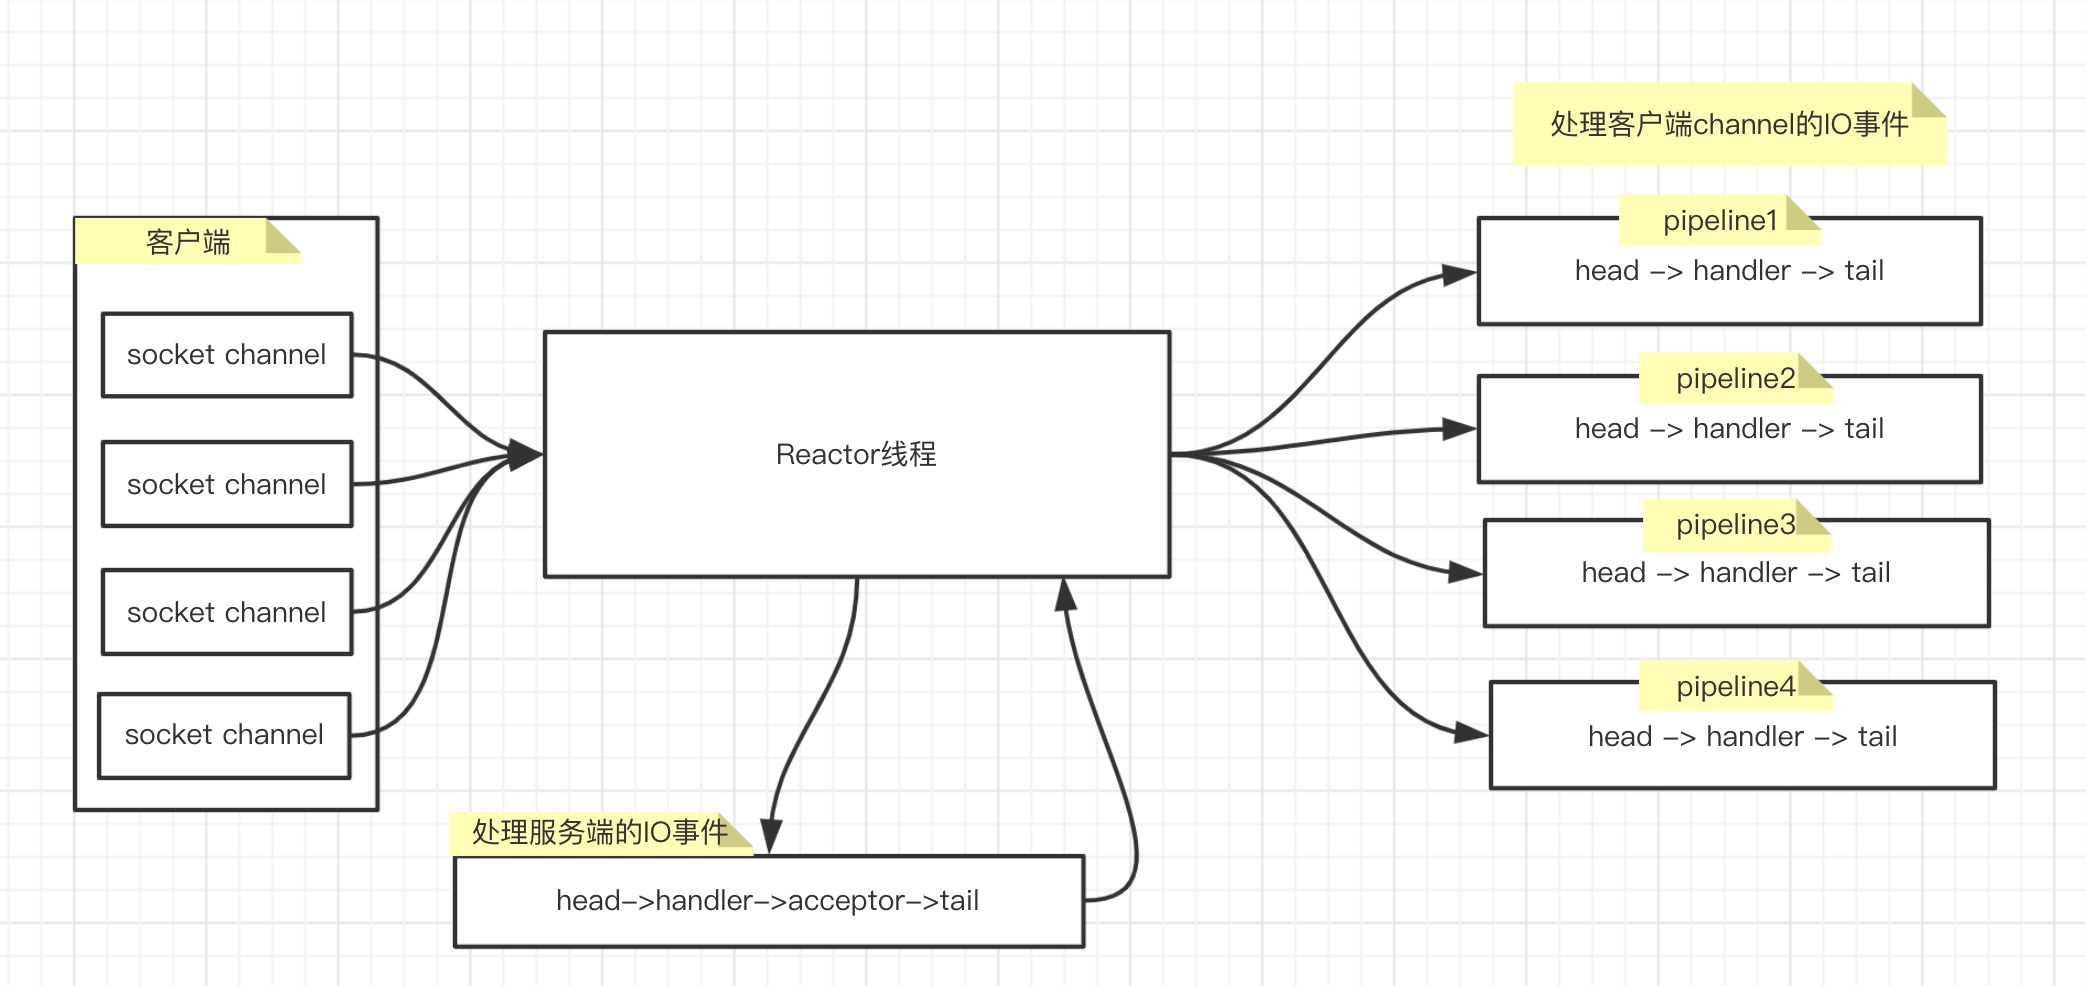 客户端
socket channel
socket channel
socket channel
socket channel
Reactor线程
处理服务端的IO事件
head->handler->acceptor->tail
处理客户端channel的IO事件
pipeline1
head -> handler -> tail
pipeline2
head -> handler -> tail
pipeline3
head -> handler -> tail
pipeline4
head -> handler -> tail